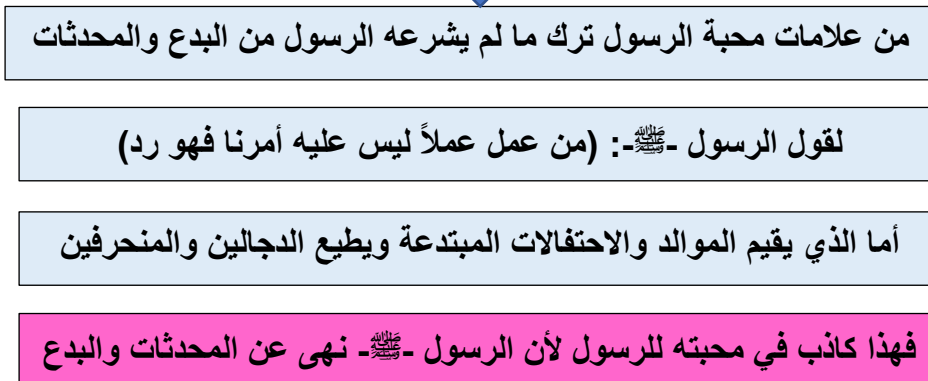 من علامات محبة الرسول ترك ما لم يشرعه الرسول من البدع والمحدثات
لقول الرسول -ﷺ-: (من عمل عملاً ليس عليه أمرنا فهو رد)
أما الذي يقيم الموالد والاحتفالات المبتدعة ويطيع الدجالين والمنحرفين
فهذا كاذب في محبته للرسول لأن الرسول -ﷺ- نهى عن المحدثات والبدع